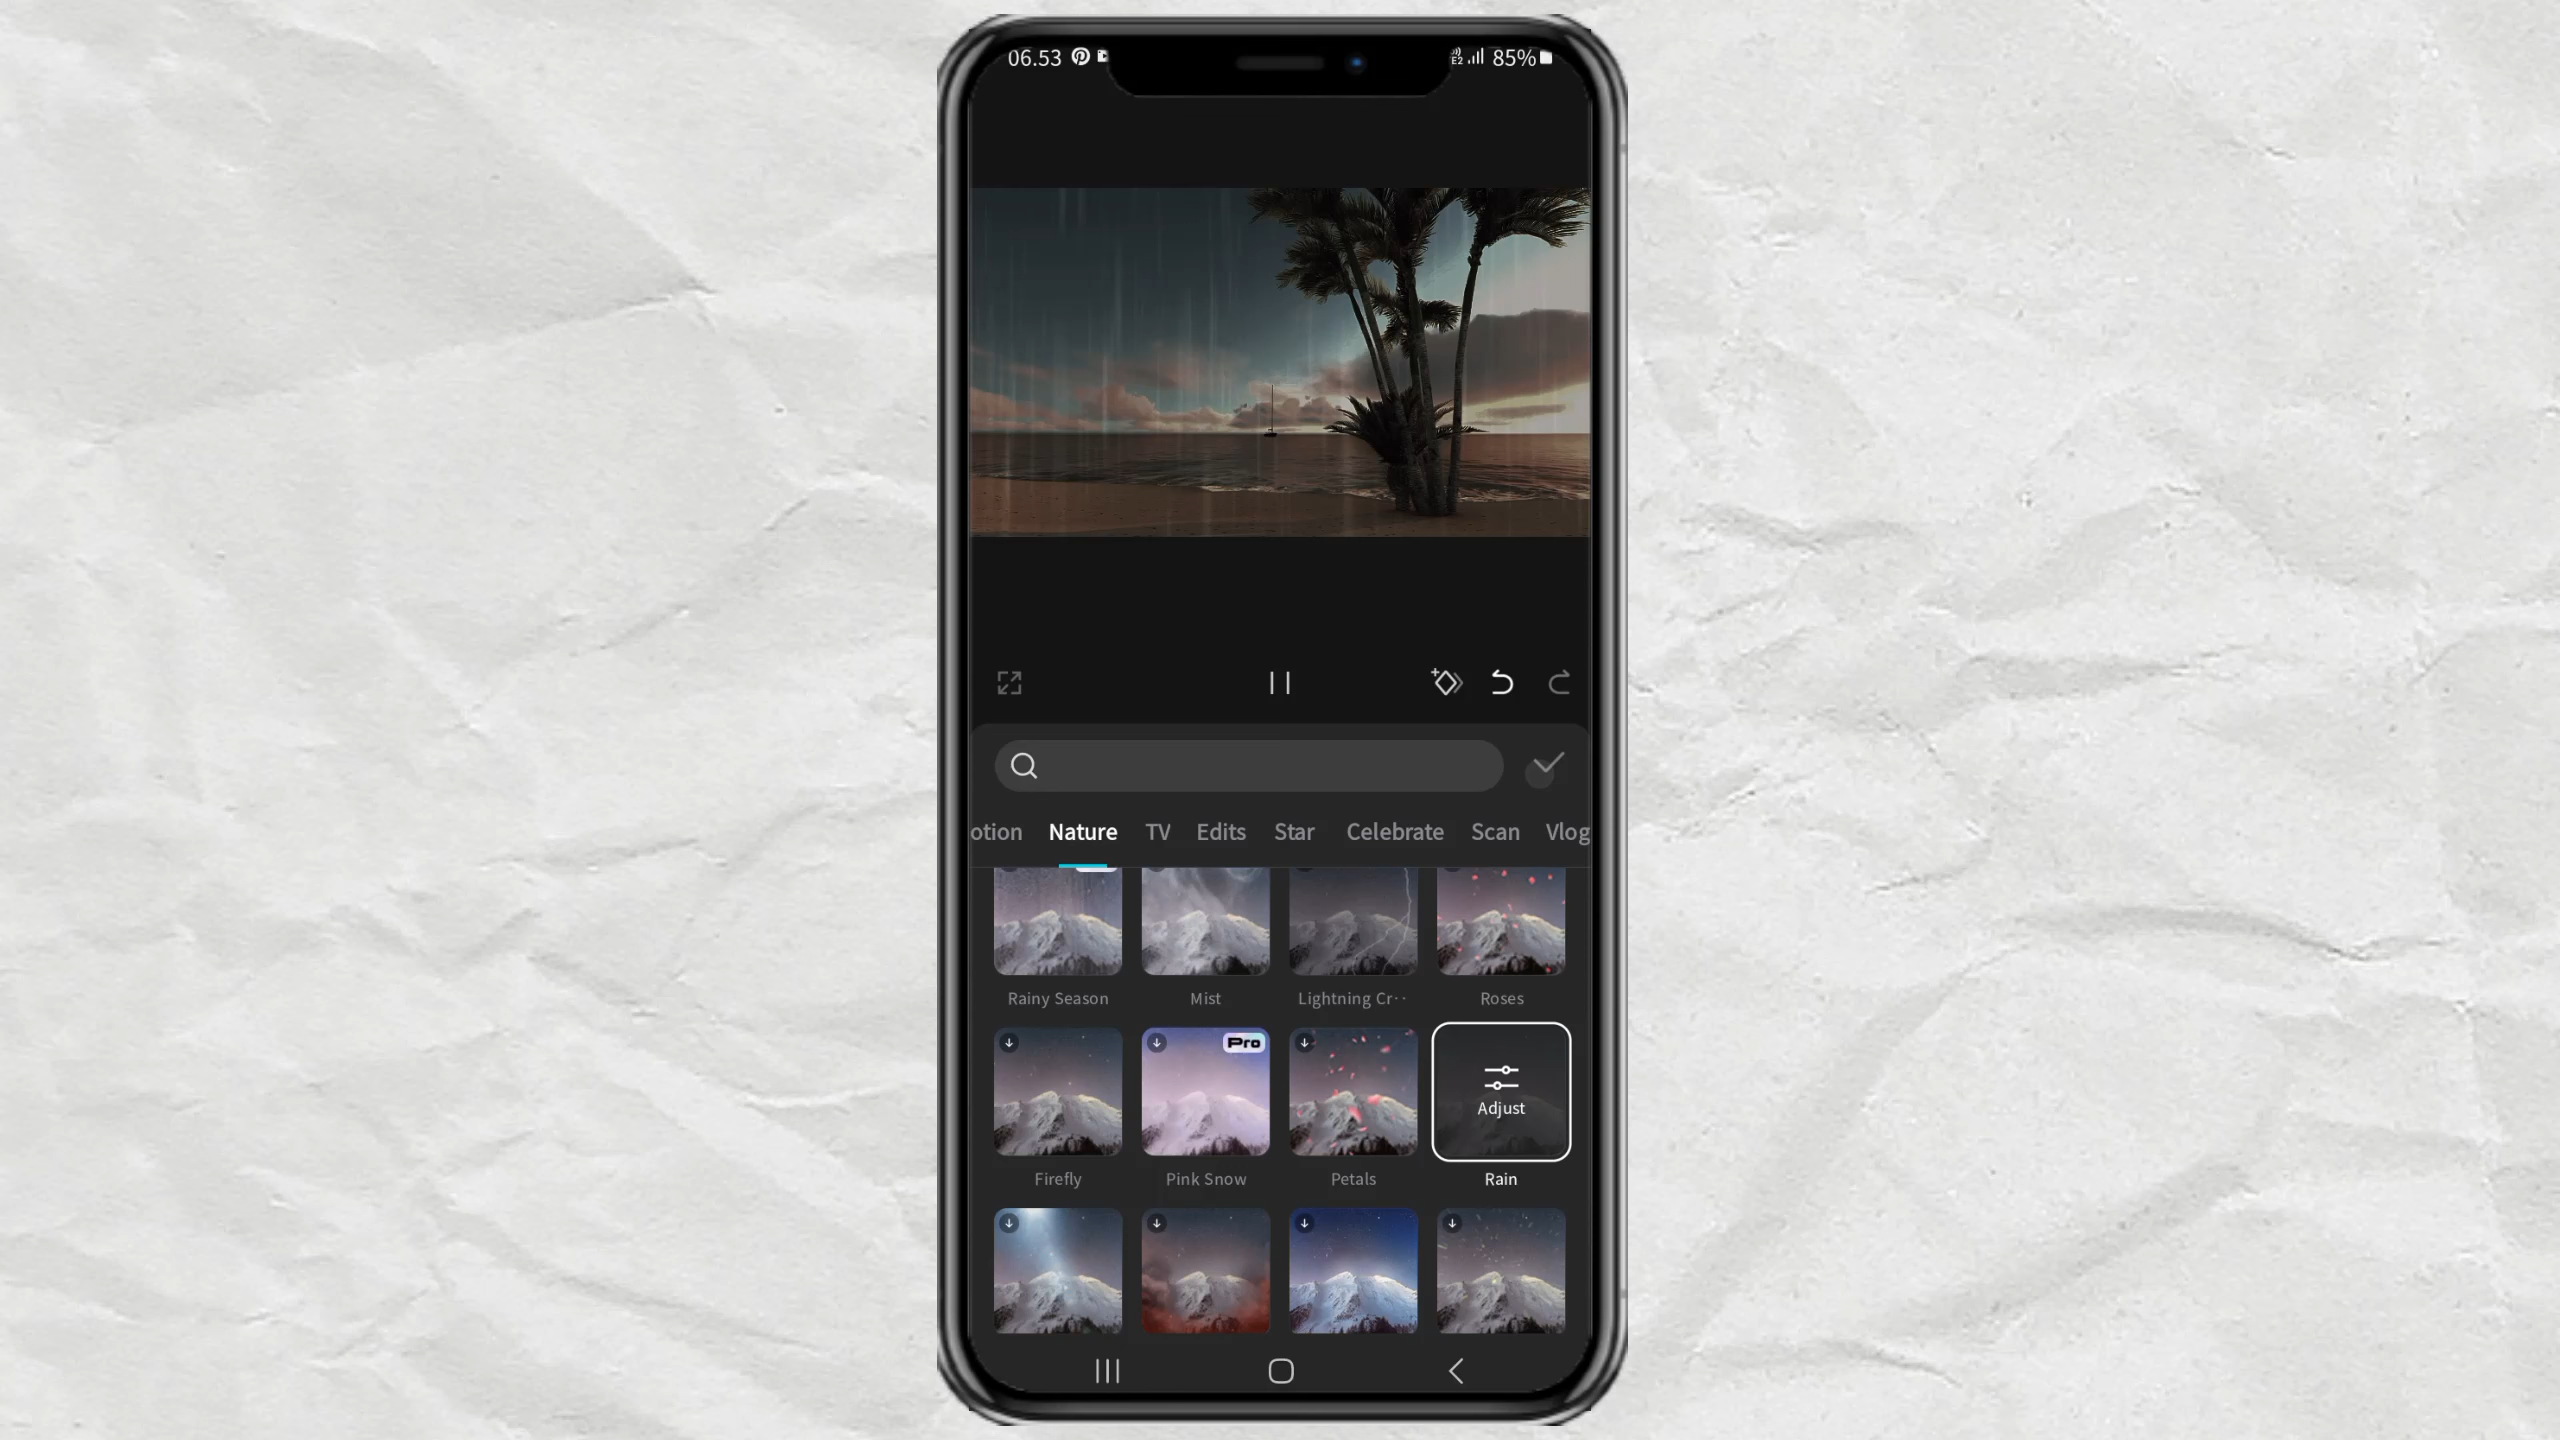 06.53
85%
otion Nature TV Edits Star Celebrate Scan Vlog
Rainy Season Mist Lightning Cr·· Roses
Pro
Adjust
Firefly Pink Snow Petals Rain